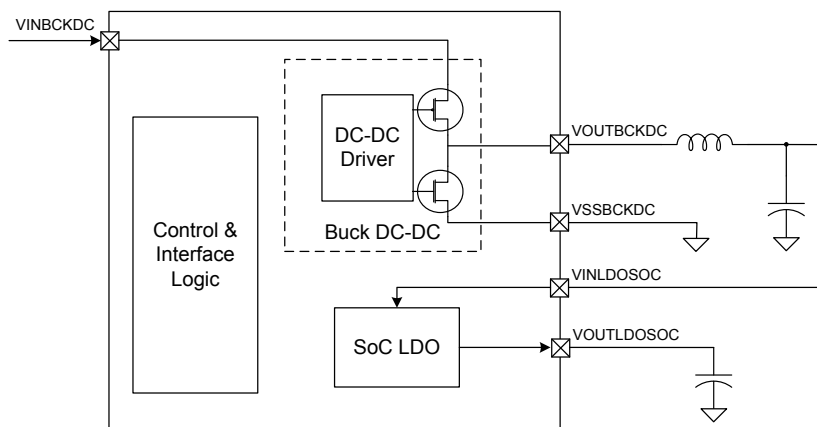 VINBCKDC
DC-DC
Driver
VOUTBCKDC
Control &
Interface
Logic
Buck DC-DC
VSSBCKDC
VINLDOSOC
SoC LDO
VOUTLDOSOC